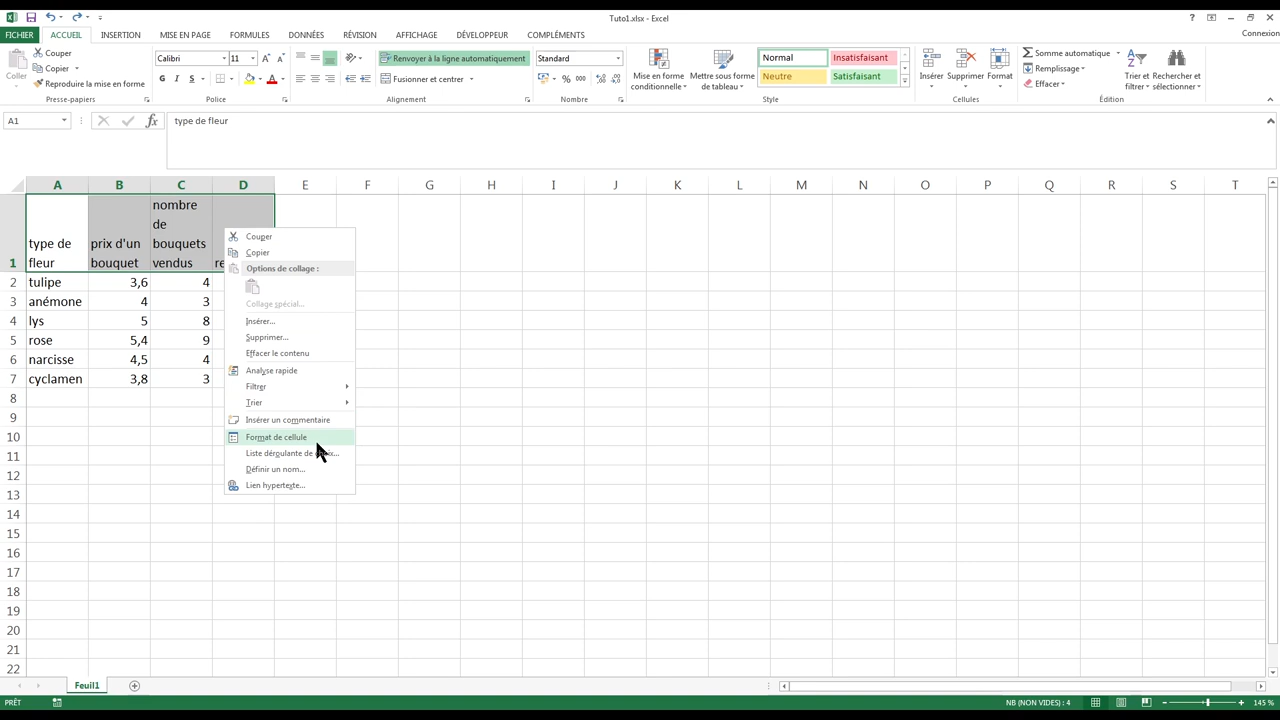 Tuto1.xlsx - Excel
?
FICHIER ACCUEIL INSERTION MISE EN PAGE FORMULES DONNÉES RÉVISION AFFICHAGE DÉVELOPPEUR COMPLÉMENTS Connexion
Coller
Couper
Copier
Reproduire la mise en forme
Presse-papiers
Calibri 11
G I S
Police
Renvoyer à la ligne automatiquement
Fusionner et centrer
Alignement
Standard
% 000
Nombre
Mise en forme conditionnelle
Mettre sous forme de tableau
Normal Insatisfaisant
Neutre Satisfaisant
Style
Insérer Supprimer Format
Cellules
Somme automatique
Remplissage
Effacer
Trier et filtrer
Rechercher et sélectionner
Édition
A1 fx type de fleur
A B C D E F G H I J K L M N O P Q R S T
1 type de fleur prix d'un bouquet nombre de bouquets vendus
2 tulipe 3,6 4
3 anémone 4 3
4 lys 5 8
5 rose 5,4 9
6 narcisse 4,5 4
7 cyclamen 3,8 3
8
9
10
11
12
13
14
15
16
17
18
19
20
21
22
Couper
Copier
Options de collage :
Collage spécial...
Insérer...
Supprimer...
Effacer le contenu
Analyse rapide
Filtrer
Trier
Insérer un commentaire
Format de cellule
Liste déroulante de
Définir un nom...
Lien hypertexte...
Feuil1
PRÊT NB (NON VIDES) : 4 145 %